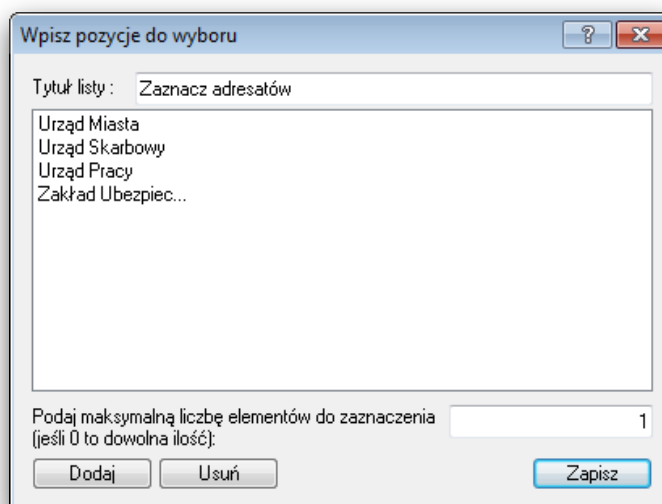 Wpisz pozycje do wyboru
Tytuł listy : Zaznacz adresatów
Urząd Miasta
Urząd Skarbowy
Urząd Pracy
Zakład Ubezpiec...
Podaj maksymalną liczbę elementów do zaznaczenia
(jeśli 0 to dowolna ilość): 1
Dodaj Usuń Zapisz